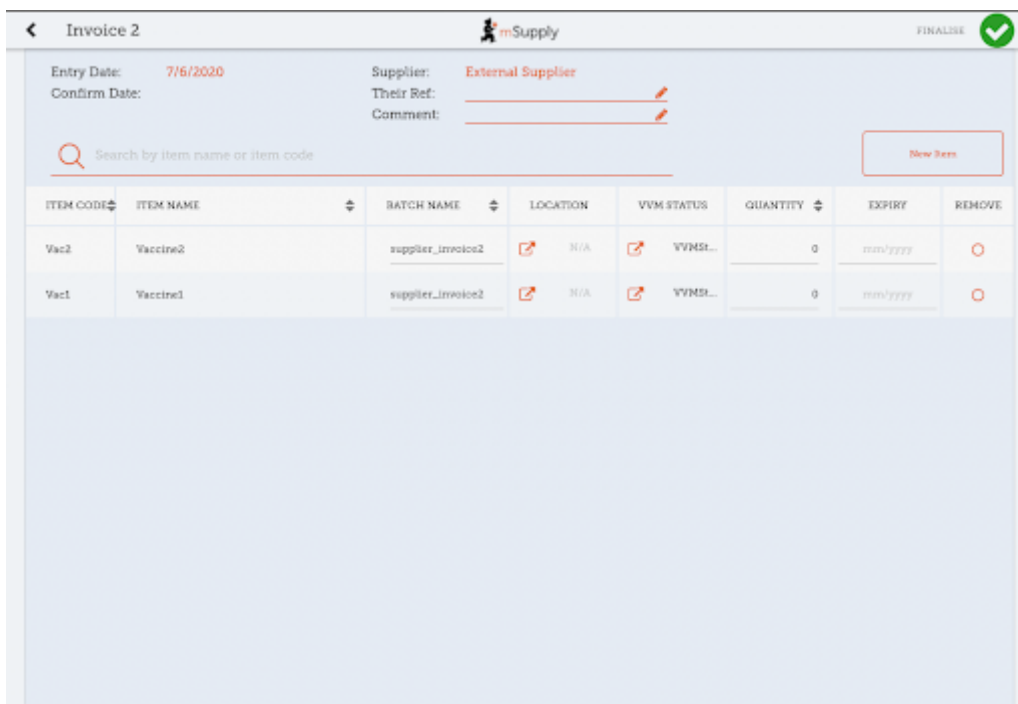 Invoice 2
mSupply
FINALISE
Entry Date: 7/6/2020
Confirm Date:
Supplier: External Supplier
Their Ref:
Comment:
Search by item name or item code
New Item
ITEM CODE ITEM NAME BATCH NAME LOCATION VVM STATUS QUANTITY EXPIRY REMOVE
Vac2 Vaccine2 supplier_invoice2 N/A VVMSt... 0 mm/yyyy
Vac1 Vaccine1 supplier_invoice2 N/A VVMSt... 0 mm/yyyy